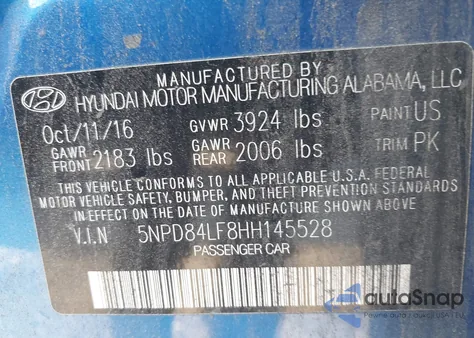 MANUFACTURED BY
HYUNDAI MOTOR MANUFACTURING ALABAMA, LLC
Oct/11/16 GVWR 3924 lbs PAINT US
GAWR FRONT 2183 lbs GAWR REAR 2006 lbs TRIM PK
THIS VEHICLE CONFORMS TO ALL APPLICABLE U.S.A. FEDERAL
MOTOR VEHICLE SAFETY, BUMPER, AND THEFT PREVENTION STANDARDS
IN EFFECT ON THE DATE OF MANUFACTURE SHOWN ABOVE.
V.I.N 5NPD84LF8HH145528
PASSENGER CAR
autoSnap